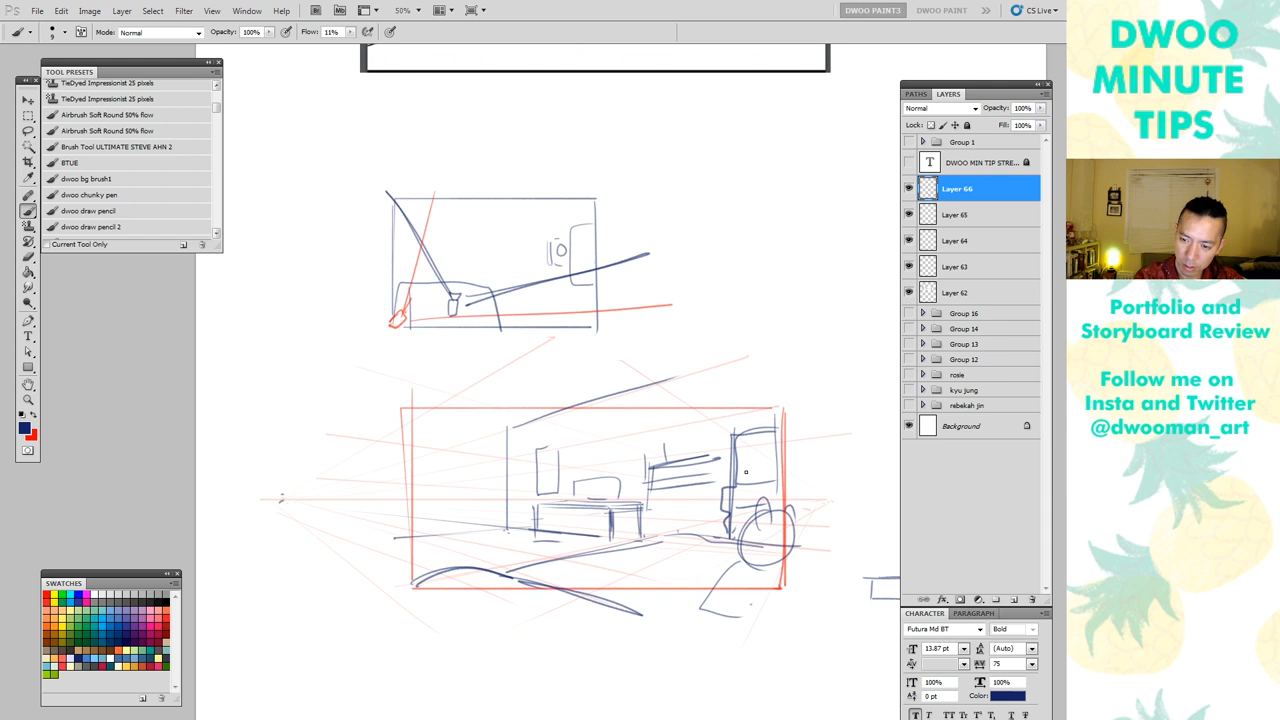 Ps File Edit Image Layer Select Filter View Window Help Br Mb 50% DWOO PAINT3 DWOO PAINT CS Live
9 Mode: Normal Opacity: 100% Flow: 11%
TOOL PRESETS
TieDyed Impressionist 25 pixels
TieDyed Impressionist 25 pixels
Airbrush Soft Round 50% flow
Airbrush Soft Round 50% flow
Brush Tool ULTIMATE STEVE AHN 2
BTUE
dwoo bg brush1
dwoo chunky pen
dwoo draw pencil
dwoo draw pencil 2
Current Tool Only
SWATCHES
PATHS LAYERS
Normal Opacity: 100%
Lock: Fill: 100%
Group 1
T DWOO MIN TIP STRE...
Layer 66
Layer 65
Layer 64
Layer 63
Layer 62
Group 16
Group 14
Group 13
Group 12
rosie
kyu jung
rebekah jin
Background
CHARACTER PARAGRAPH
Futura Md BT Bold
13.87 pt (Auto)
75
100% 100%
0 pt Color:
T T TT Tr T T T T
DWOO
MINUTE
TIPS
Portfolio and
Storyboard Review
Follow me on
Insta and Twitter
@dwooman_art